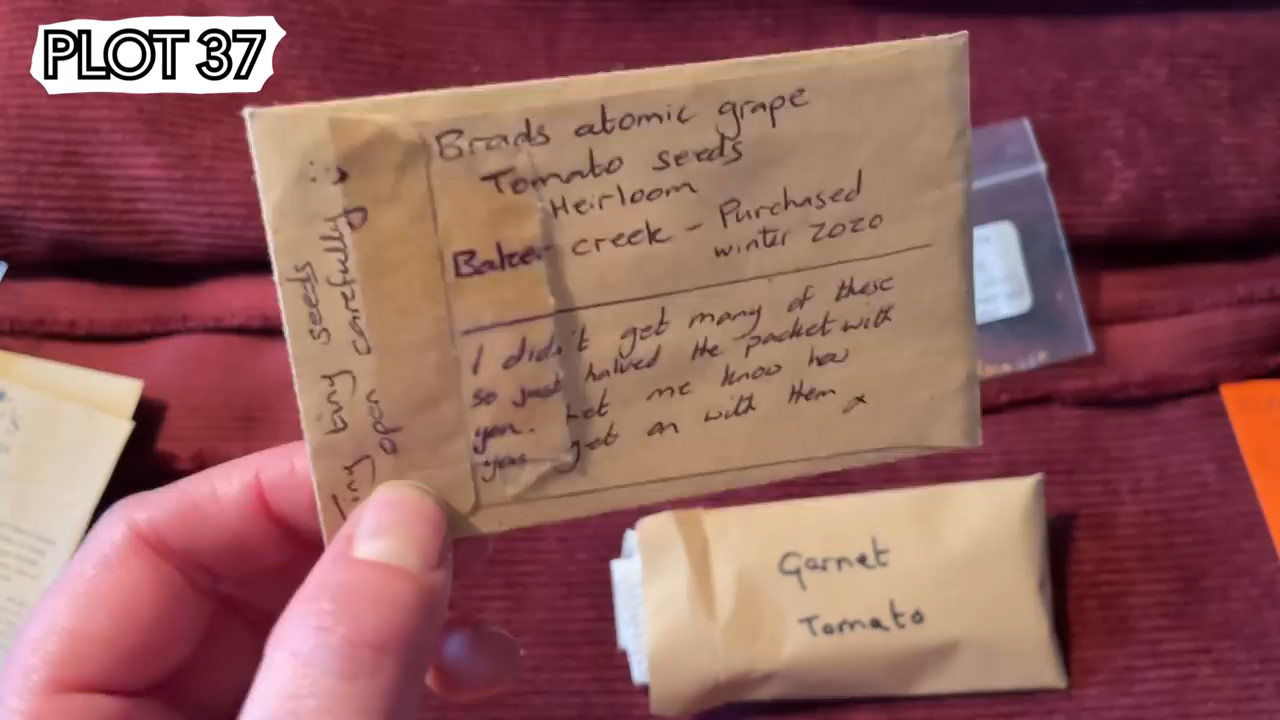 PLOT 37
Brads atomic grape
Tomato seeds
Heirloom
Baker creek - Purchased
winter 2020
I didn't get many of these
so just halved the packet with
you. Let me know how
you get on with them x
Tiny tiny seeds
open carefully :)
Garnet
Tomato